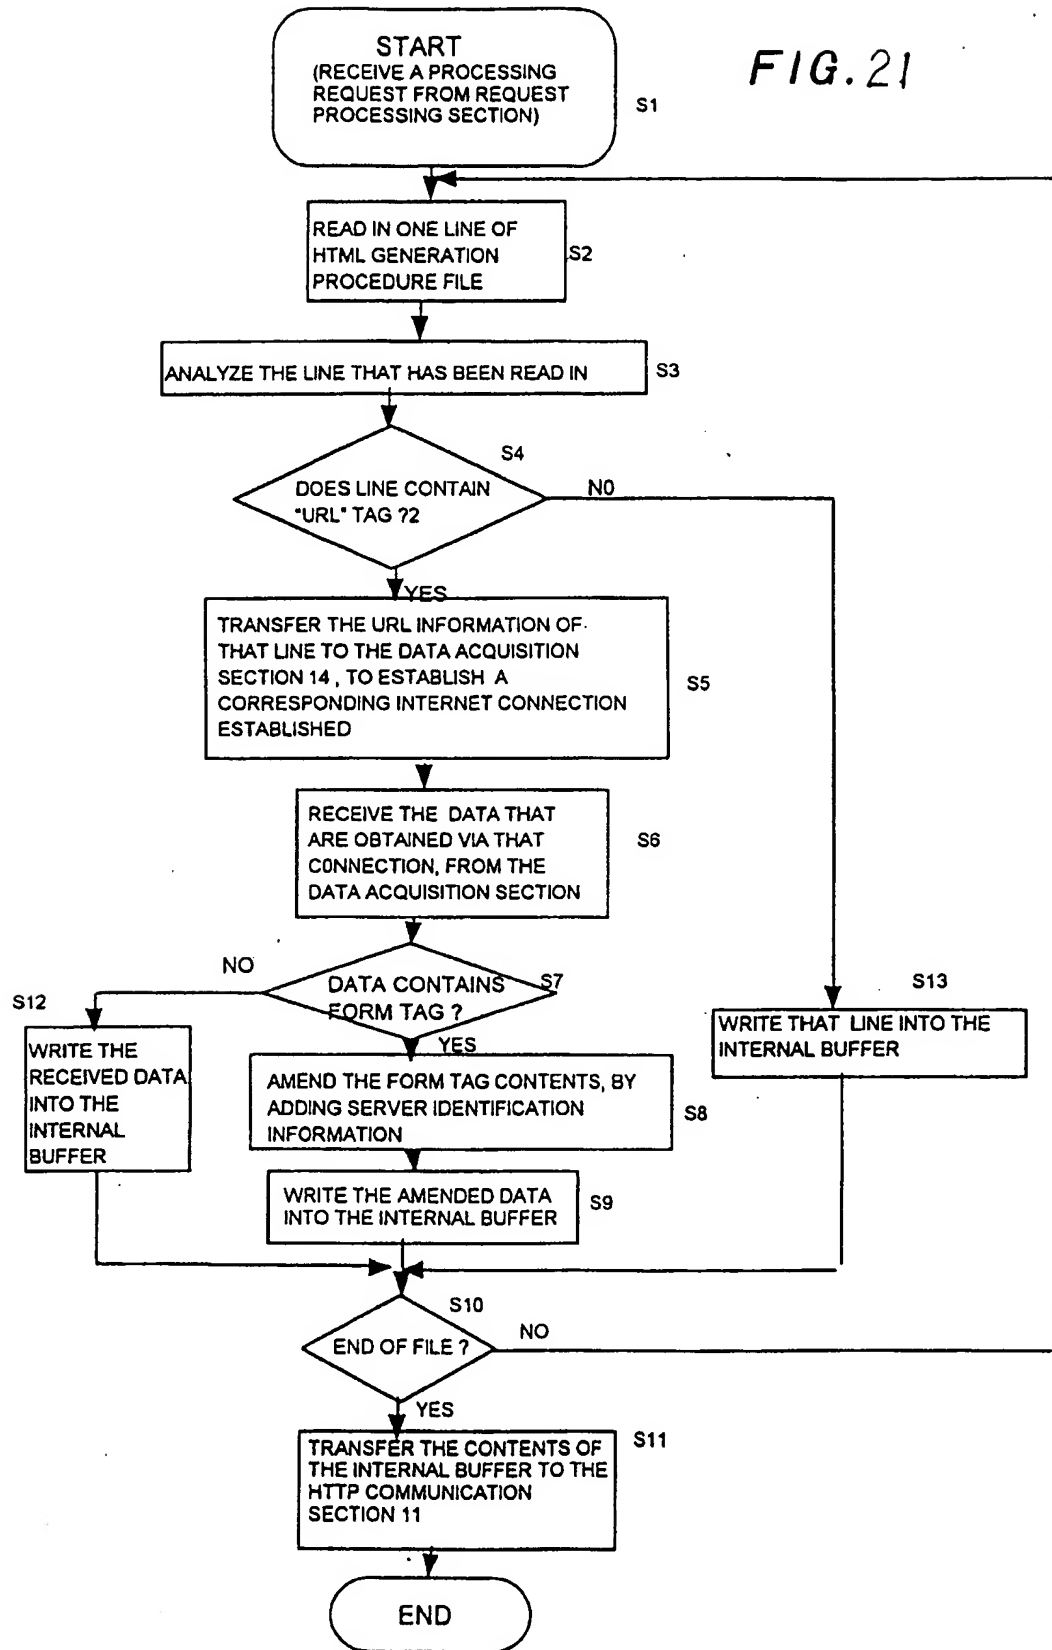 FIG. 21
START
(RECEIVE A PROCESSING
REQUEST FROM REQUEST
PROCESSING SECTION)
S1
READ IN ONE LINE OF
HTML GENERATION
PROCEDURE FILE
S2
ANALYZE THE LINE THAT HAS BEEN READ IN
S3
S4
DOES LINE CONTAIN
"URL" TAG ?2
NO
YES
TRANSFER THE URL INFORMATION OF
THAT LINE TO THE DATA ACQUISITION
SECTION 14 , TO ESTABLISH A
CORRESPONDING INTERNET CONNECTION
ESTABLISHED
S5
RECEIVE THE DATA THAT
ARE OBTAINED VIA THAT
CONNECTION, FROM THE
DATA ACQUISITION SECTION
S6
NO
DATA CONTAINS
FORM TAG ?
S7
YES
S12
WRITE THE
RECEIVED DATA
INTO THE
INTERNAL
BUFFER
AMEND THE FORM TAG CONTENTS, BY
ADDING SERVER IDENTIFICATION
INFORMATION
S8
S13
WRITE THAT LINE INTO THE
INTERNAL BUFFER
WRITE THE AMENDED DATA
INTO THE INTERNAL BUFFER
S9
S10
END OF FILE ?
NO
YES
TRANSFER THE CONTENTS OF
THE INTERNAL BUFFER TO THE
HTTP COMMUNICATION
SECTION 11
S11
END